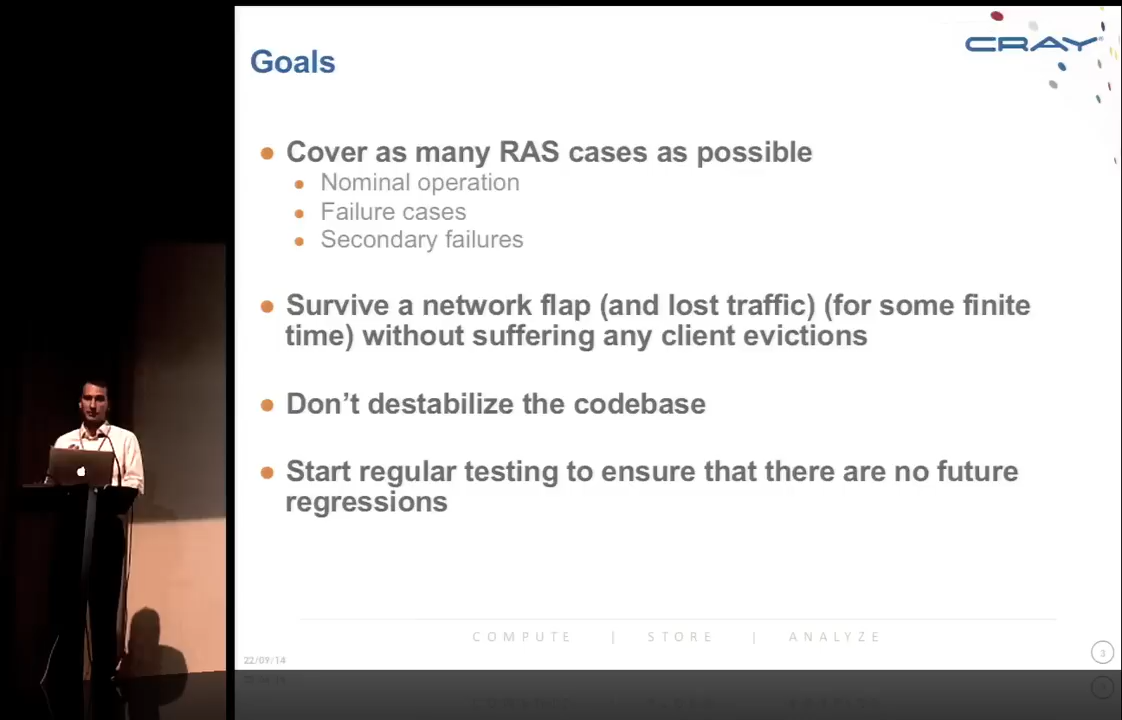 CRAY
Goals
Cover as many RAS cases as possible
Nominal operation
Failure cases
Secondary failures
Survive a network flap (and lost traffic) (for some finite
time) without suffering any client evictions
Don’t destabilize the codebase
Start regular testing to ensure that there are no future
regressions
COMPUTE | STORE | ANALYZE
22/09/14
3